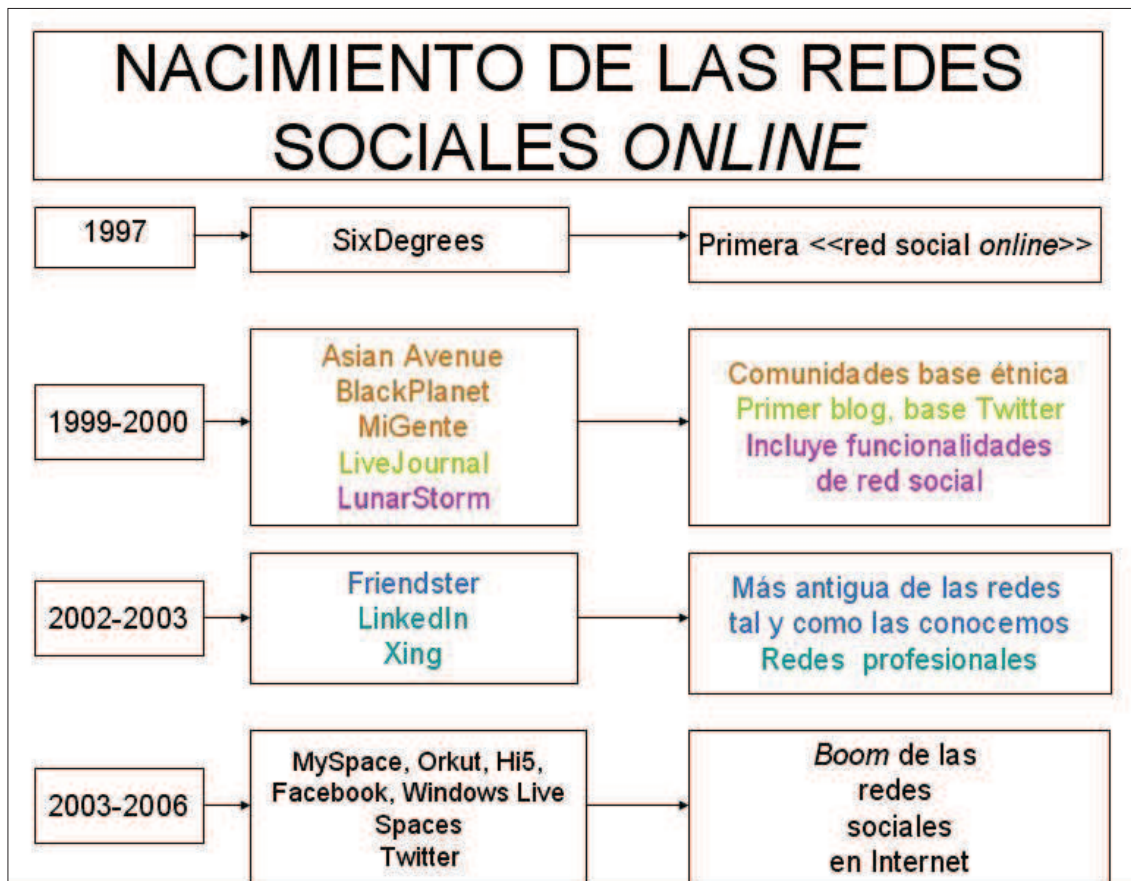 NACIMIENTO DE LAS REDES
SOCIALES ONLINE
1997
SixDegrees
Primera <<red social online>>
1999-2000
Asian Avenue
BlackPlanet
MiGente
LiveJournal
LunarStorm
Comunidades base étnica
Primer blog, base Twitter
Incluye funcionalidades
de red social
2002-2003
Friendster
LinkedIn
Xing
Más antigua de las redes
tal y como las conocemos
Redes profesionales
2003-2006
MySpace, Orkut, Hi5,
Facebook, Windows Live
Spaces
Twitter
Boom de las
redes
sociales
en Internet